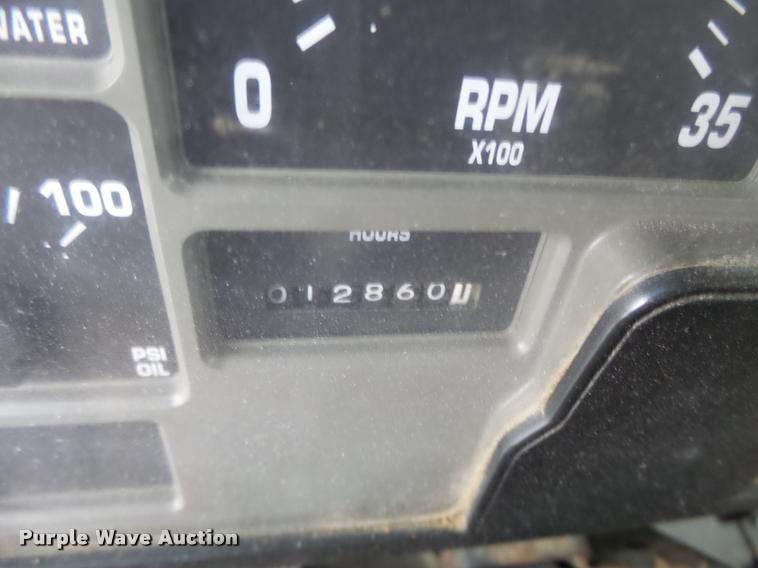 WATER
0
RPM
X100
35
100
HOURS
012860
PSI
OIL
Purple Wave Auction